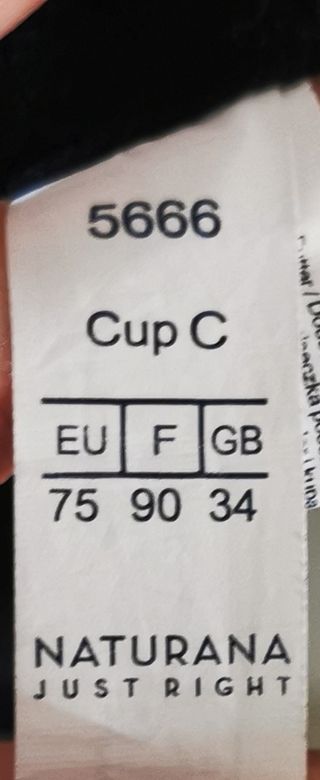 5666
Cup C
EU F GB
75 90 34
NATURANA
JUST RIGHT